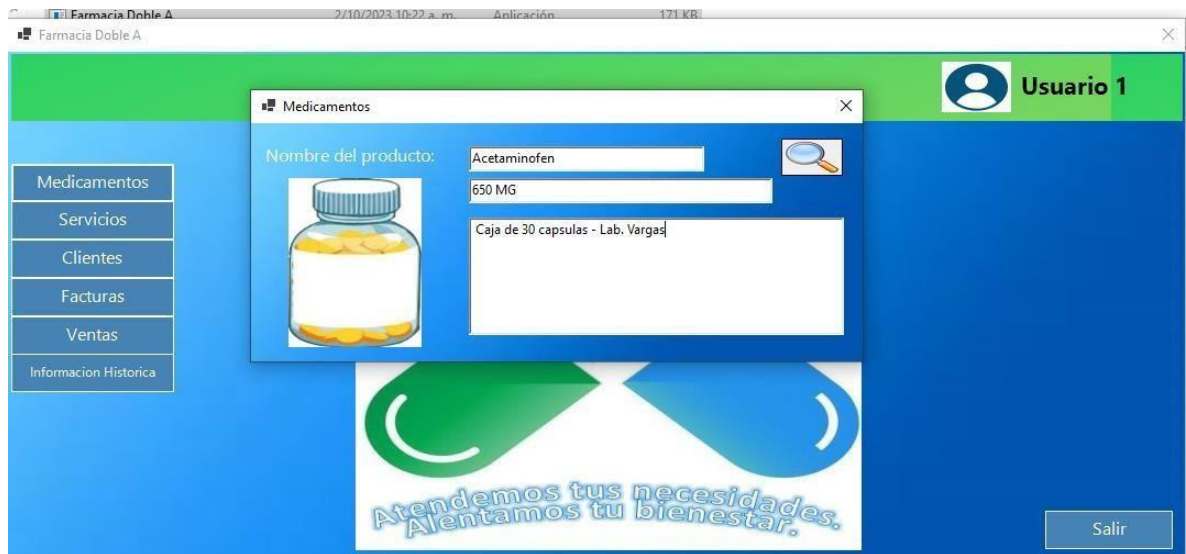 Farmacia Doble A 2/10/2023 10:22 a. m. Aplicación 171 KB
Farmacia Doble A
Usuario 1
Medicamentos
Nombre del producto: Acetaminofen
650 MG
Caja de 30 capsulas - Lab. Vargas
Medicamentos
Servicios
Clientes
Facturas
Ventas
Informacion Historica
Atendemos tus necesidades.
Alentamos tu bienestar.
Salir